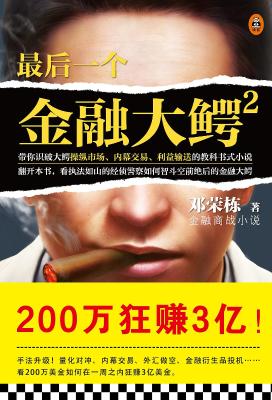 最后一个
金融大鳄2
带你识破大鳄操纵市场、内幕交易、利益输送的教科书式小说
翻开本书，看执法如山的经侦警察如何智斗空前绝后的金融大鳄
邓荣栋 著
金融商战小说
200万狂赚3亿！
手法升级！量化对冲、内幕交易、外汇做空、金融衍生品投机……
看200万美金如何在一周之内狂赚3亿美金。